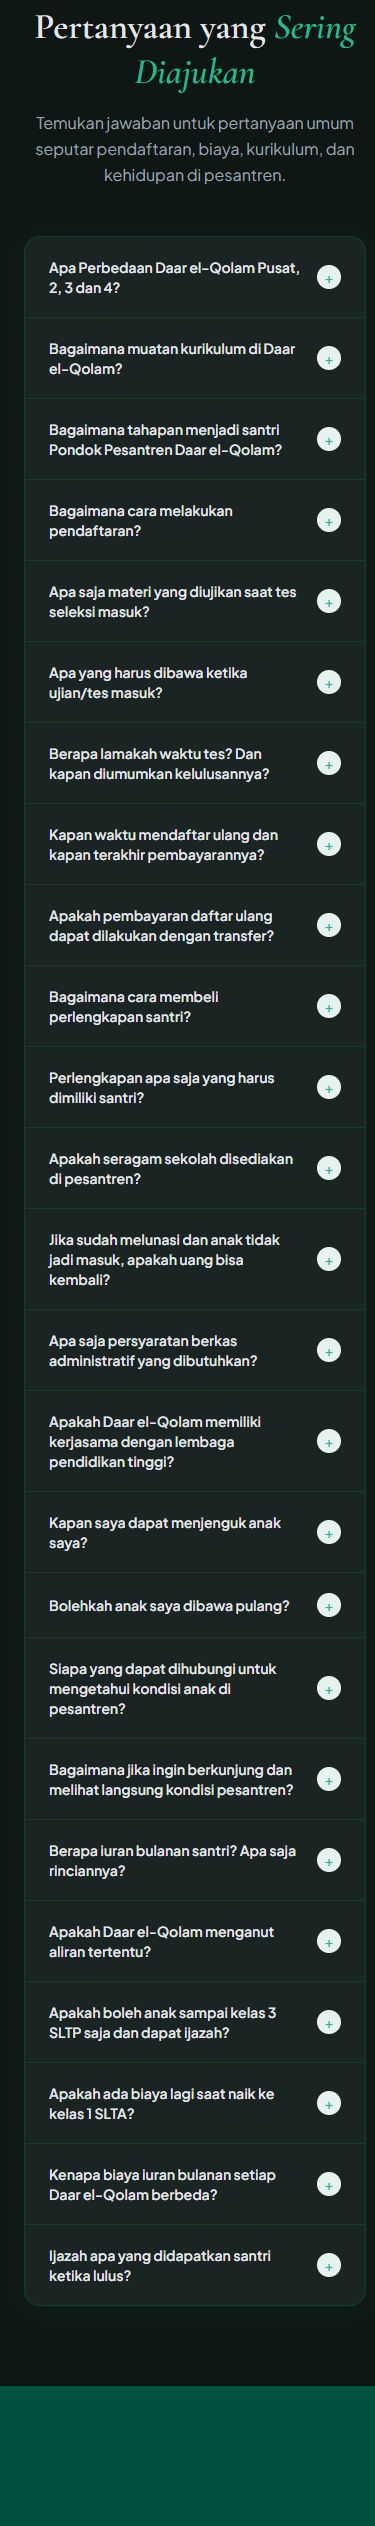 Pertanyaan yang Sering
Diajukan
Temukan jawaban untuk pertanyaan umum
seputar pendaftaran, biaya, kurikulum, dan
kehidupan di pesantren.
Apa Perbedaan Daar el-Qolam Pusat,
2, 3 dan 4?
+
Bagaimana muatan kurikulum di Daar
el-Qolam?
+
Bagaimana tahapan menjadi santri
Pondok Pesantren Daar el-Qolam?
+
Bagaimana cara melakukan
pendaftaran?
+
Apa saja materi yang diujikan saat tes
seleksi masuk?
+
Apa yang harus dibawa ketika
ujian/tes masuk?
+
Berapa lamakah waktu tes? Dan
kapan diumumkan kelulusannya?
+
Kapan waktu mendaftar ulang dan
kapan terakhir pembayarannya?
+
Apakah pembayaran daftar ulang
dapat dilakukan dengan transfer?
+
Bagaimana cara membeli
perlengkapan santri?
+
Perlengkapan apa saja yang harus
dimiliki santri?
+
Apakah seragam sekolah disediakan
di pesantren?
+
Jika sudah melunasi dan anak tidak
jadi masuk, apakah uang bisa
kembali?
+
Apa saja persyaratan berkas
administratif yang dibutuhkan?
+
Apakah Daar el-Qolam memiliki
kerjasama dengan lembaga
pendidikan tinggi?
+
Kapan saya dapat menjenguk anak
saya?
+
Bolehkah anak saya dibawa pulang?
+
Siapa yang dapat dihubungi untuk
mengetahui kondisi anak di
pesantren?
+
Bagaimana jika ingin berkunjung dan
melihat langsung kondisi pesantren?
+
Berapa iuran bulanan santri? Apa saja
rinciannya?
+
Apakah Daar el-Qolam menganut
aliran tertentu?
+
Apakah boleh anak sampai kelas 3
SLTP saja dan dapat ijazah?
+
Apakah ada biaya lagi saat naik ke
kelas 1 SLTA?
+
Kenapa biaya iuran bulanan setiap
Daar el-Qolam berbeda?
+
Ijazah apa yang didapatkan santri
ketika lulus?
+